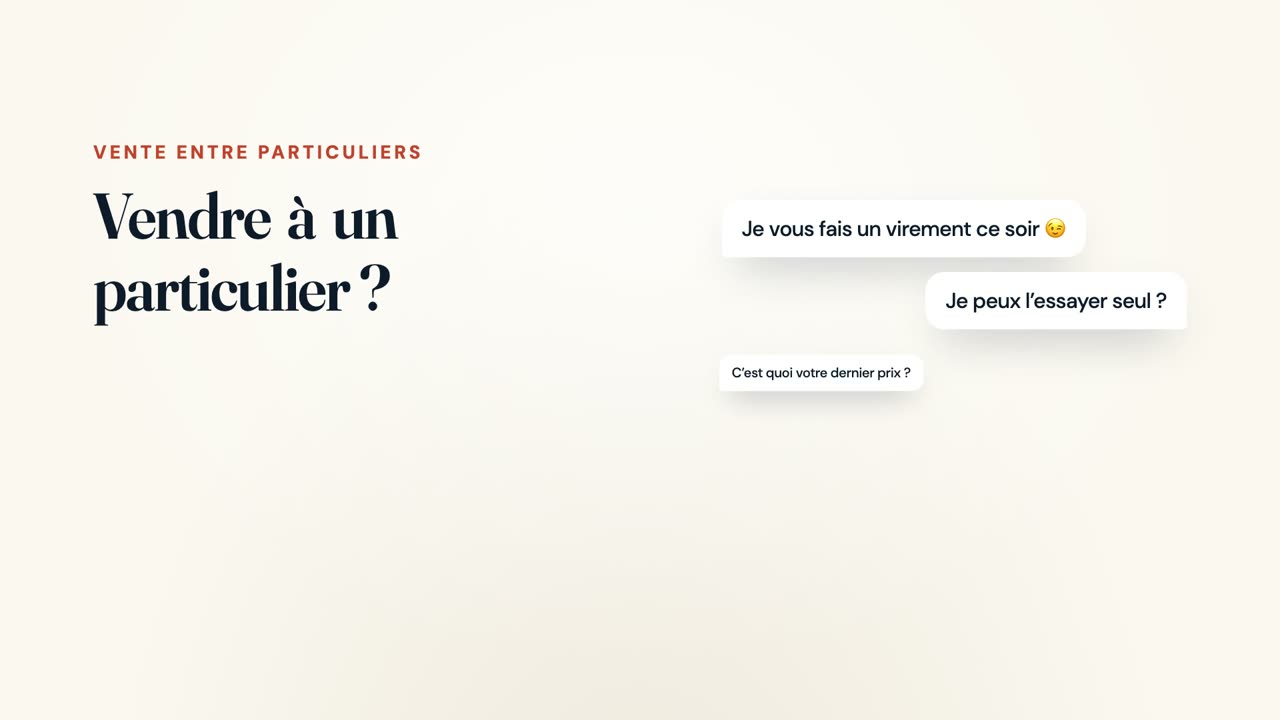 VENTE ENTRE PARTICULIERS
Vendre à un
particulier ?
Je vous fais un virement ce soir 😉
Je peux l’essayer seul ?
C’est quoi votre dernier prix ?